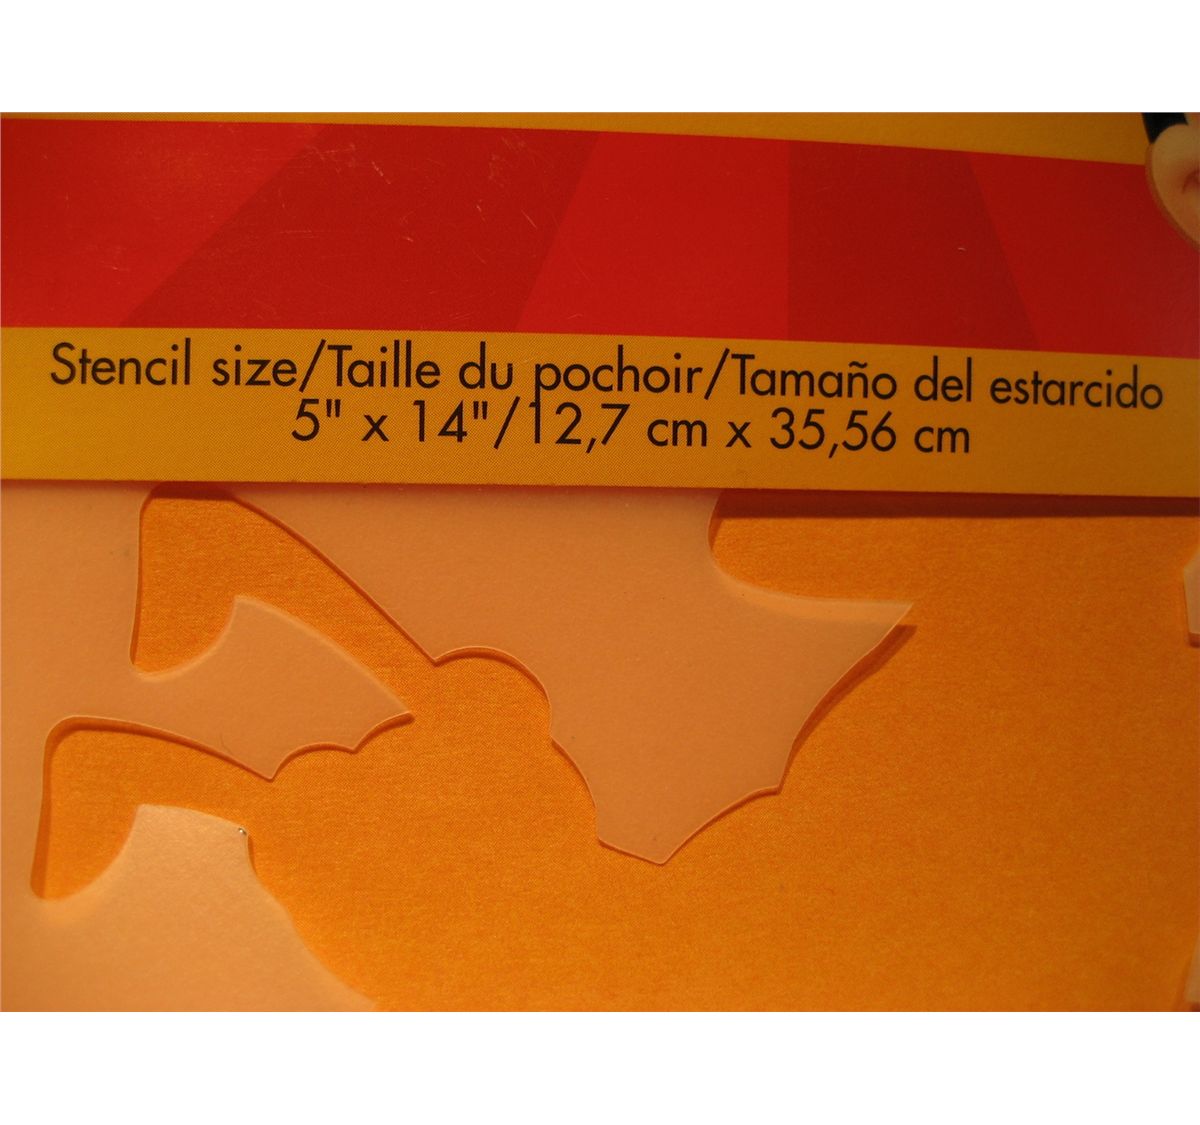 Stencil size/Taille du pochoir/Tamaño del estarcido
5" x 14"/12,7 cm x 35,56 cm